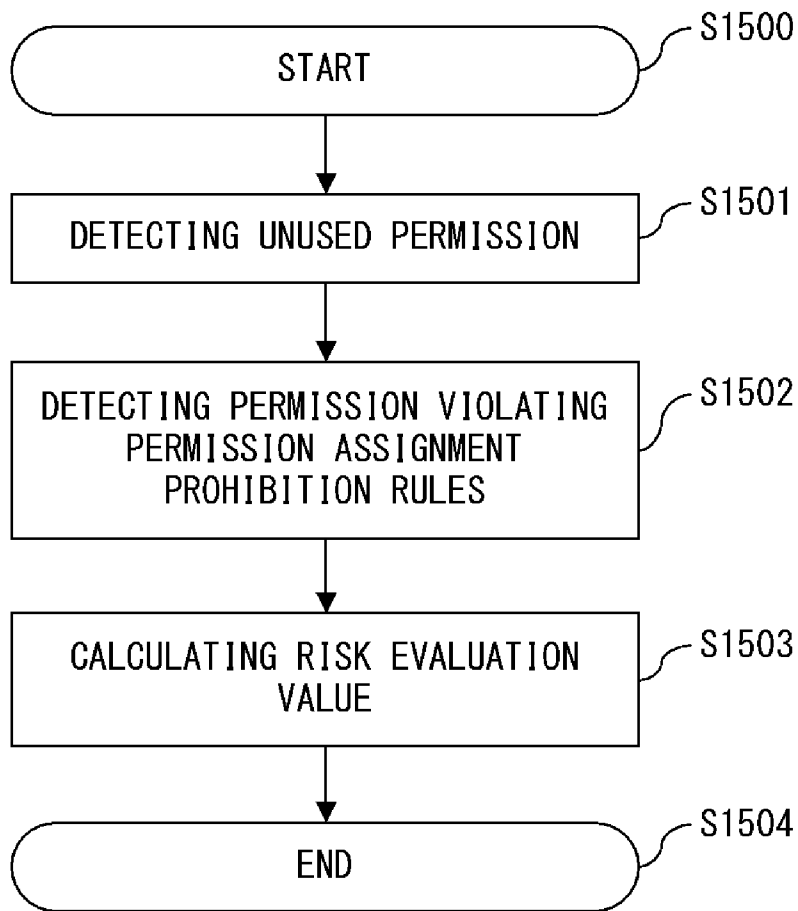 START
S1500
DETECTING UNUSED PERMISSION
S1501
DETECTING PERMISSION VIOLATING
PERMISSION ASSIGNMENT
PROHIBITION RULES
S1502
CALCULATING RISK EVALUATION
VALUE
S1503
END
S1504